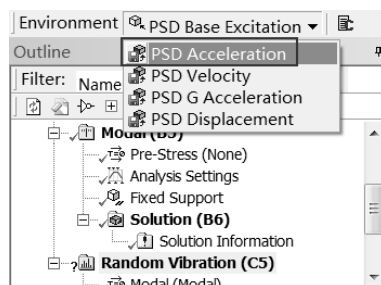 Environment PSD Base Excitation
Outline
PSD Acceleration
Filter: Name
PSD Velocity
PSD G Acceleration
PSD Displacement
Modal (B5)
Pre-Stress (None)
Analysis Settings
Fixed Support
Solution (B6)
Solution Information
Random Vibration (C5)
Modal (Modal)